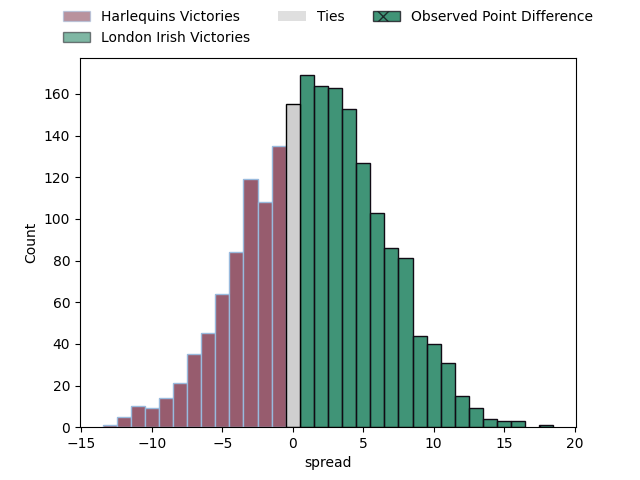 Harlequins Victories
London Irish Victories
Ties
Observed Point Difference
160
140
120
100
80
60
40
20
0
Count
−15 −10 −5 0 5 10 15 20
spread